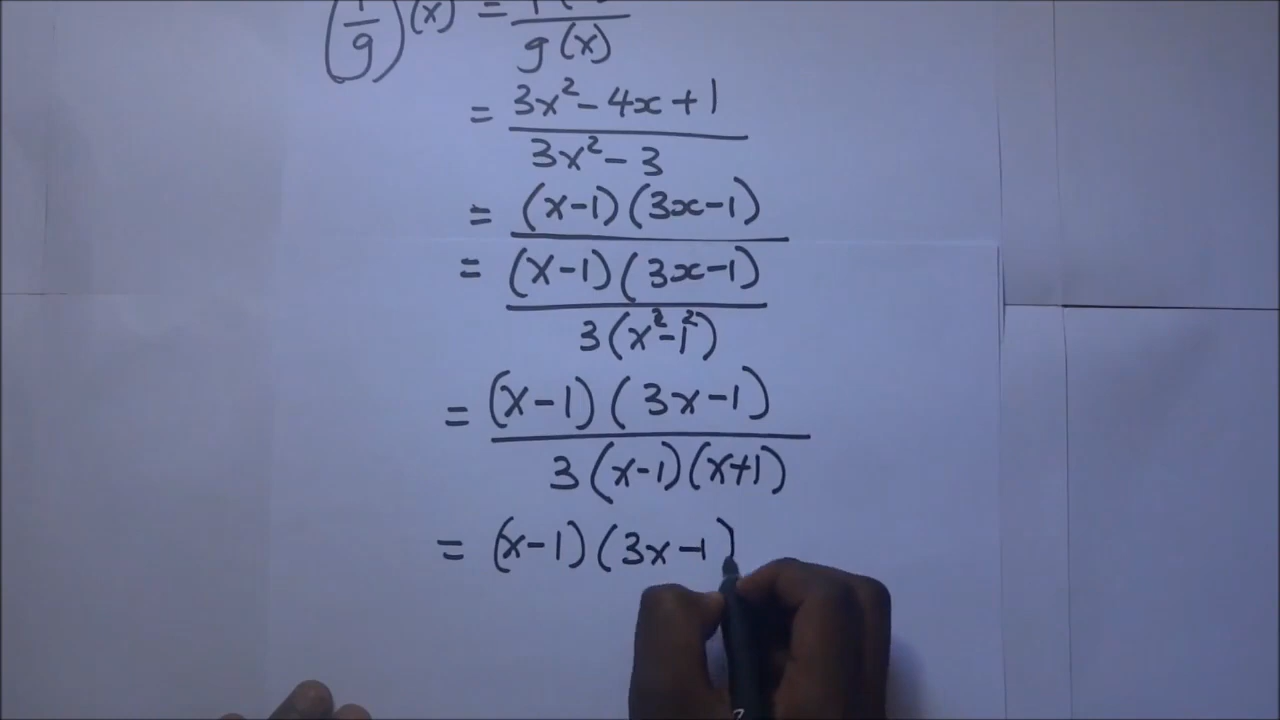 (f/g)(x) = f(x)/g(x)
= (3x² - 4x + 1)/(3x² - 3)
= (x-1)(3x-1)
= (x-1)(3x-1)/3(x²-1²)
= (x-1)(3x-1)/3(x-1)(x+1)
= (x-1)(3x-1)